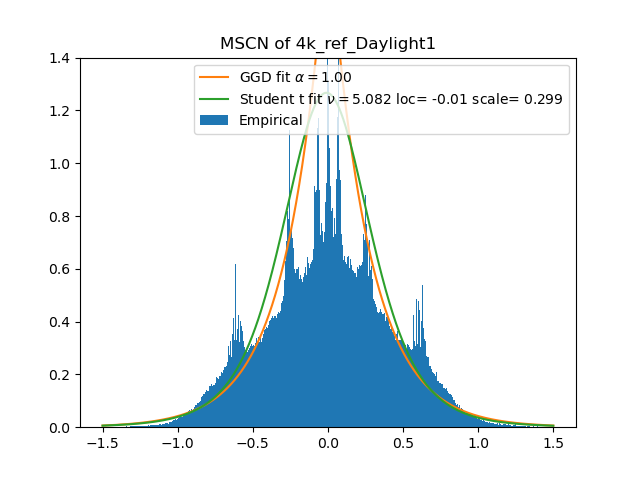 MSCN of 4k_ref_Daylight1
GGD fit α = 1.00
Student t fit ν = 5.082 loc= -0.01 scale= 0.299
Empirical
1.4
1.2
1.0
0.8
0.6
0.4
0.2
0.0
−1.5 −1.0 −0.5 0.0 0.5 1.0 1.5